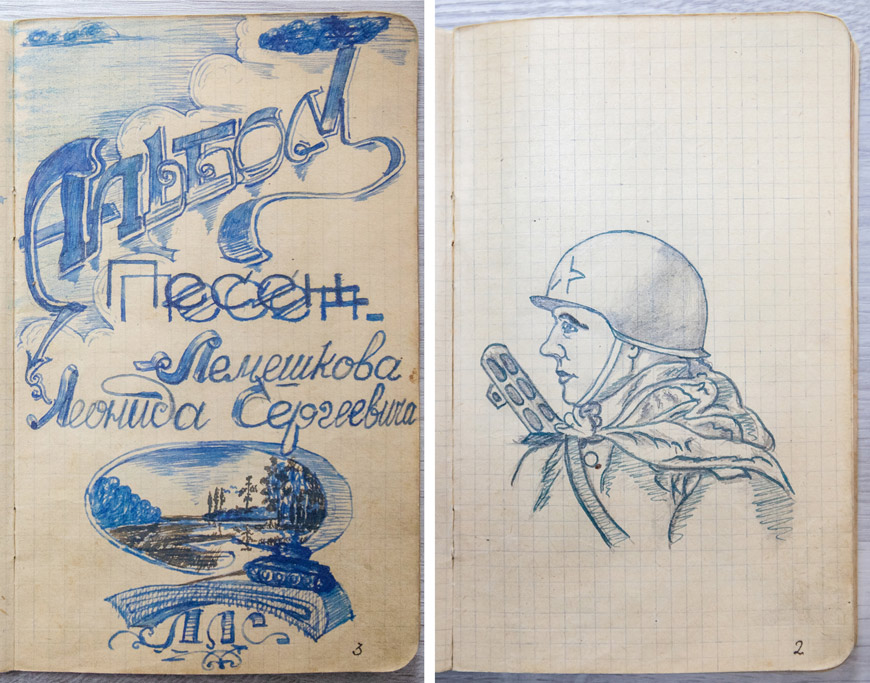 Альбом
Песен
Лемешкова
Леонида Сергеевича
ЛЛС
3
2